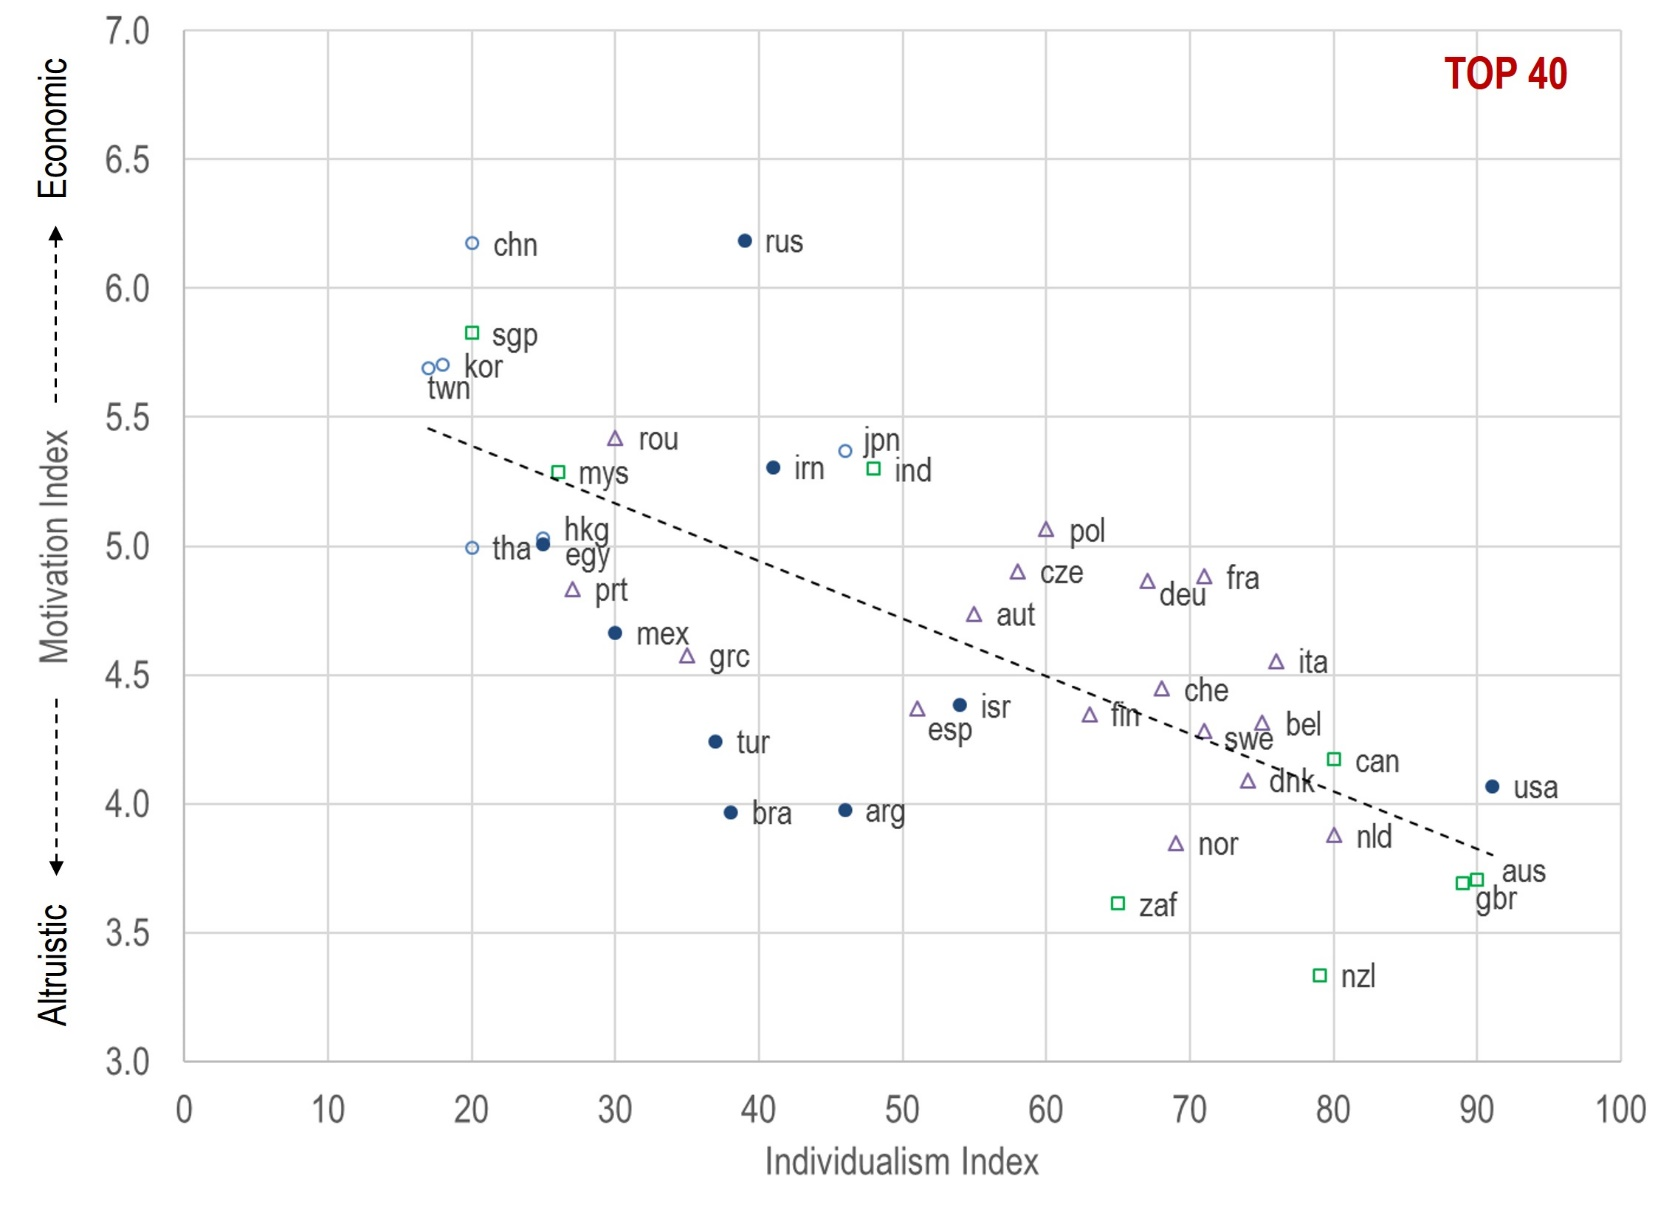 TOP 40
7.0
6.5
6.0
5.5
5.0
4.5
4.0
3.5
3.0
Economic
Motivation Index
Altruistic
chn
rus
sgp
kor
twn
rou
jpn
mys
irn
ind
hkg
pol
tha
egy
cze
fra
prt
deu
aut
mex
grc
ita
che
isr
fin
bel
esp
swe
tur
can
dnk
usa
bra
arg
nld
nor
aus
gbr
zaf
nzl
0 10 20 30 40 50 60 70 80 90 100
Individualism Index